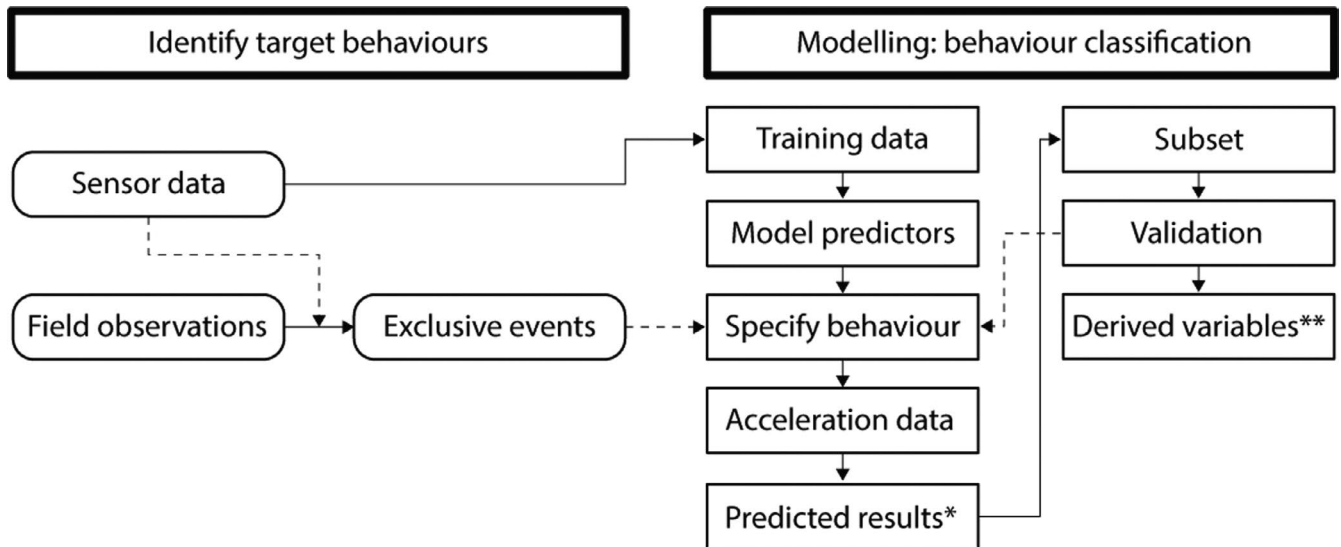 Identify target behaviours
Modelling: behaviour classification
Sensor data
Field observations
Exclusive events
Training data
Model predictors
Specify behaviour
Acceleration data
Predicted results*
Subset
Validation
Derived variables**